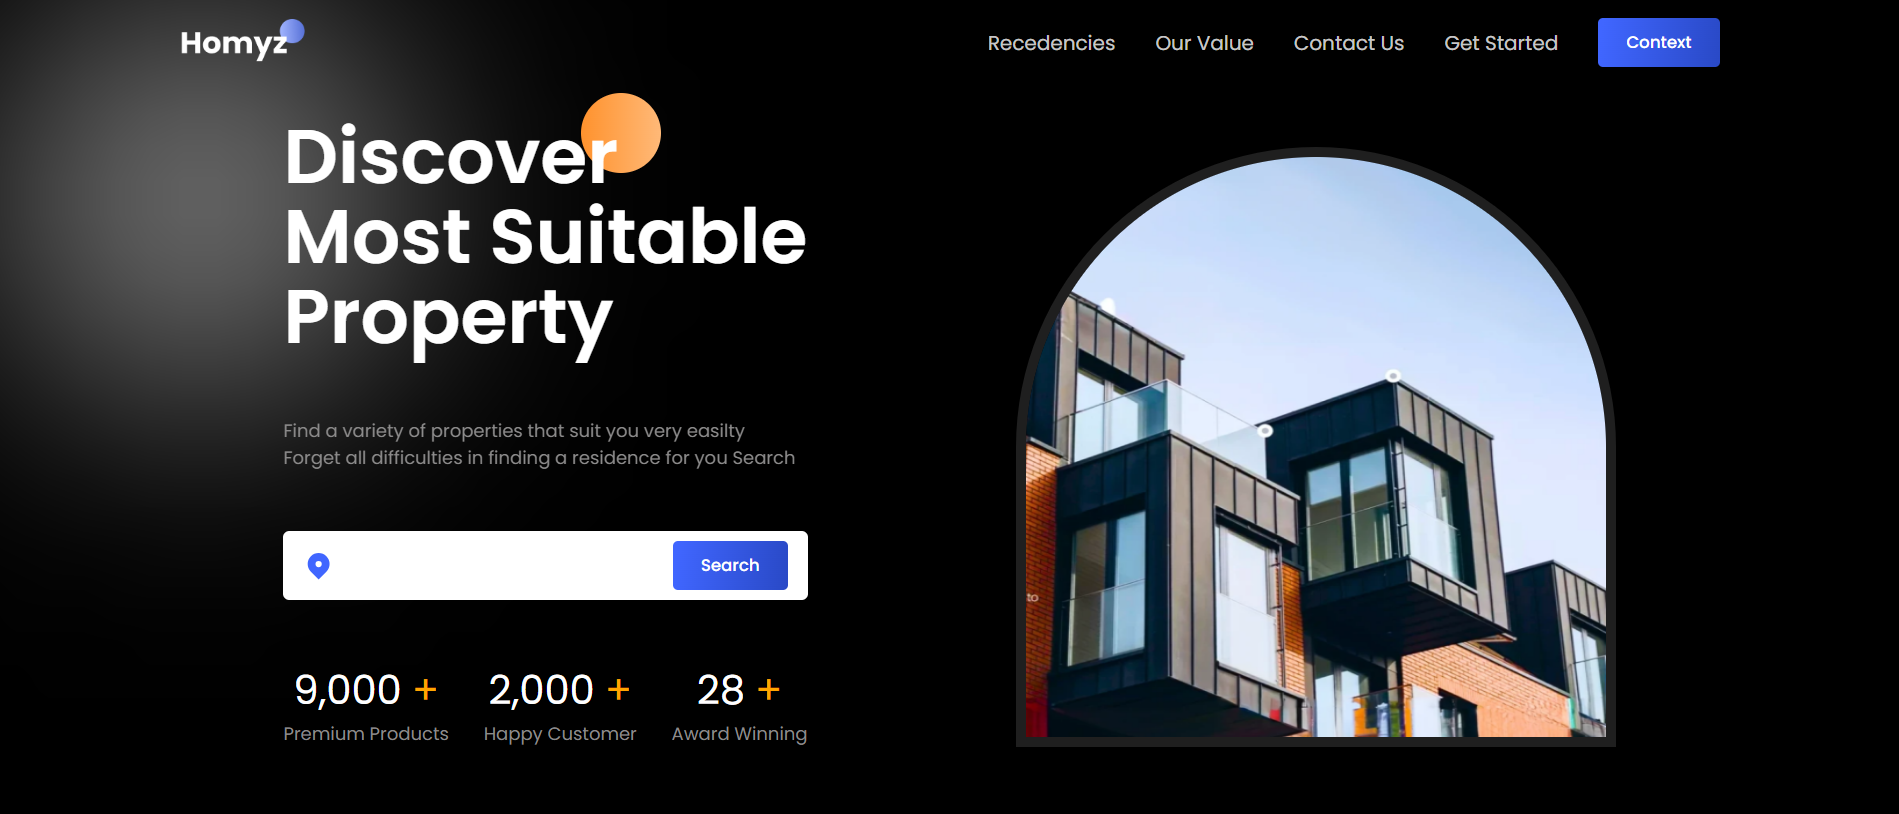 Homyz
Recedencies
Our Value
Contact Us
Get Started
Context
Discover
Most Suitable
Property
Find a variety of properties that suit you very easilty
Forget all difficulties in finding a residence for you Search
Search
9,000 +
2,000 +
28 +
Premium Products
Happy Customer
Award Winning
to